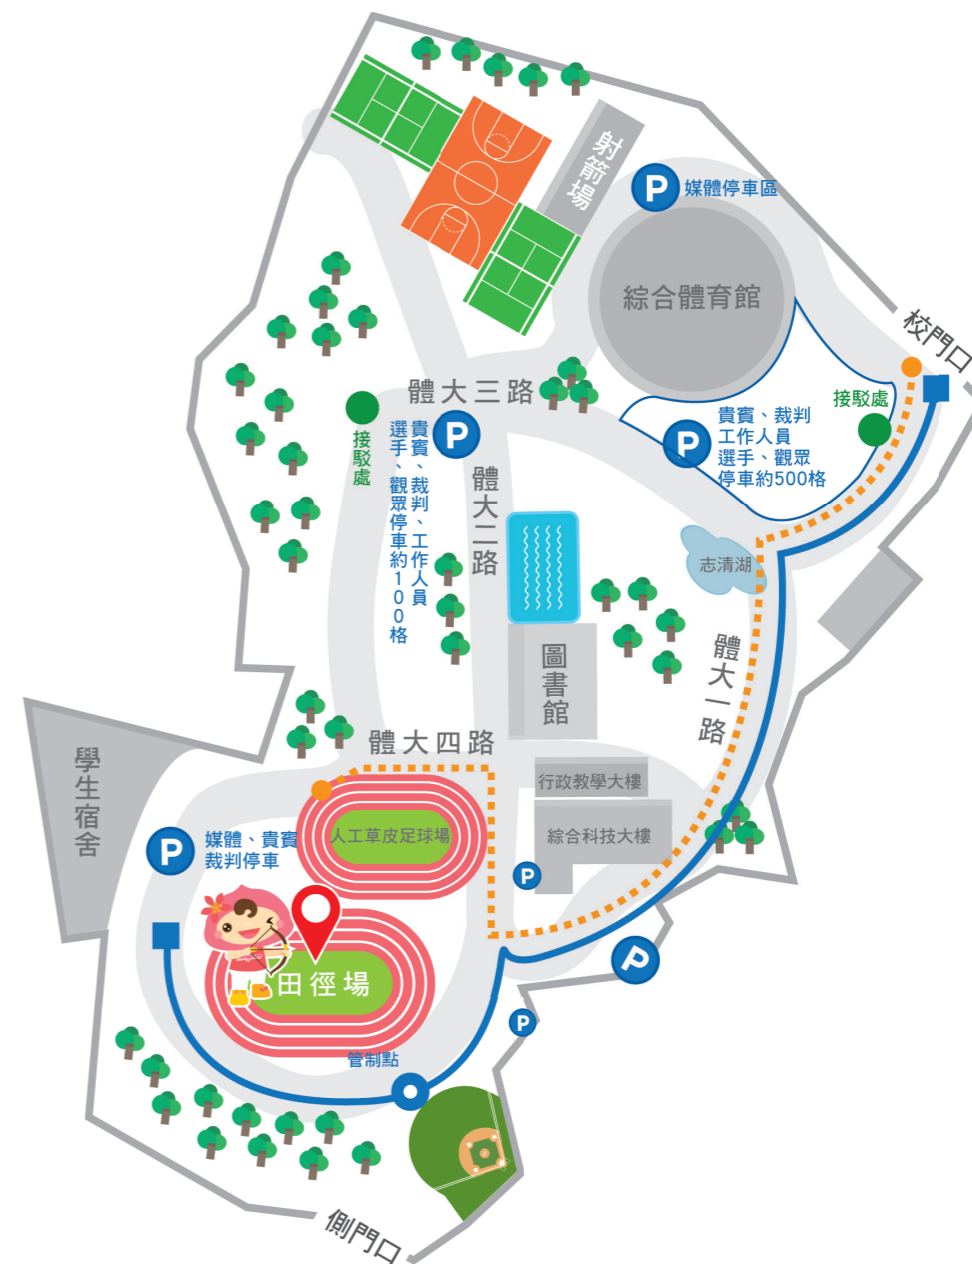 射箭場
P
媒體停車區
綜合體育館
校門口
接駁處
體大三路
P
貴賓、裁判、工作人員
選手、觀眾停車約100格
接駁處
P
貴賓、裁判
工作人員
選手、觀眾
停車約500格
體大二路
志清湖
圖書館
體大一路
體大四路
學生宿舍
行政教學大樓
綜合科技大樓
人工草皮足球場
P
媒體、貴賓
裁判停車
P
P
田徑場
P
管制點
側門口